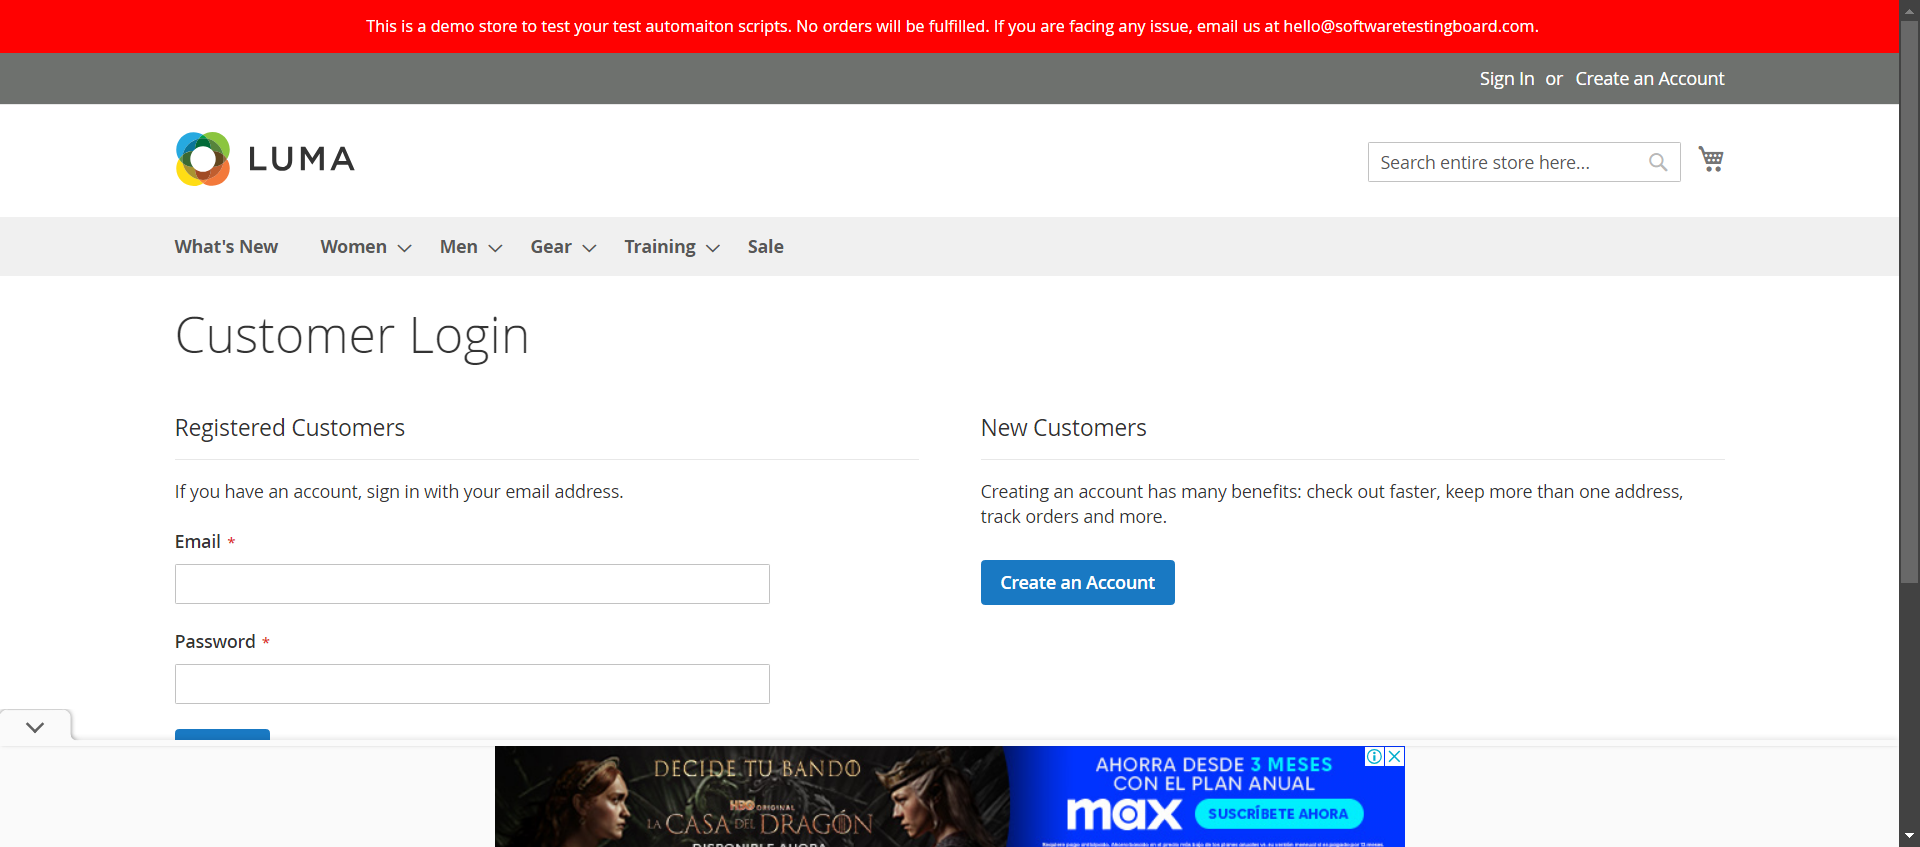 This is a demo store to test your test automaiton scripts. No orders will be fulfilled. If you are facing any issue, email us at hello@softwaretestingboard.com.
Sign In or Create an Account
LUMA
Search entire store here...
What's New Women Men Gear Training Sale
Customer Login
Registered Customers
If you have an account, sign in with your email address.
Email *
Password *
New Customers
Creating an account has many benefits: check out faster, keep more than one address,
track orders and more.
Create an Account
DECIDE TU BANDO
HBO ORIGINAL
LA CASA DEL DRAGÓN
DISPONIBLE AHORA
AHORRA DESDE 3 MESES
CON EL PLAN ANUAL
max
SUSCRÍBETE AHORA